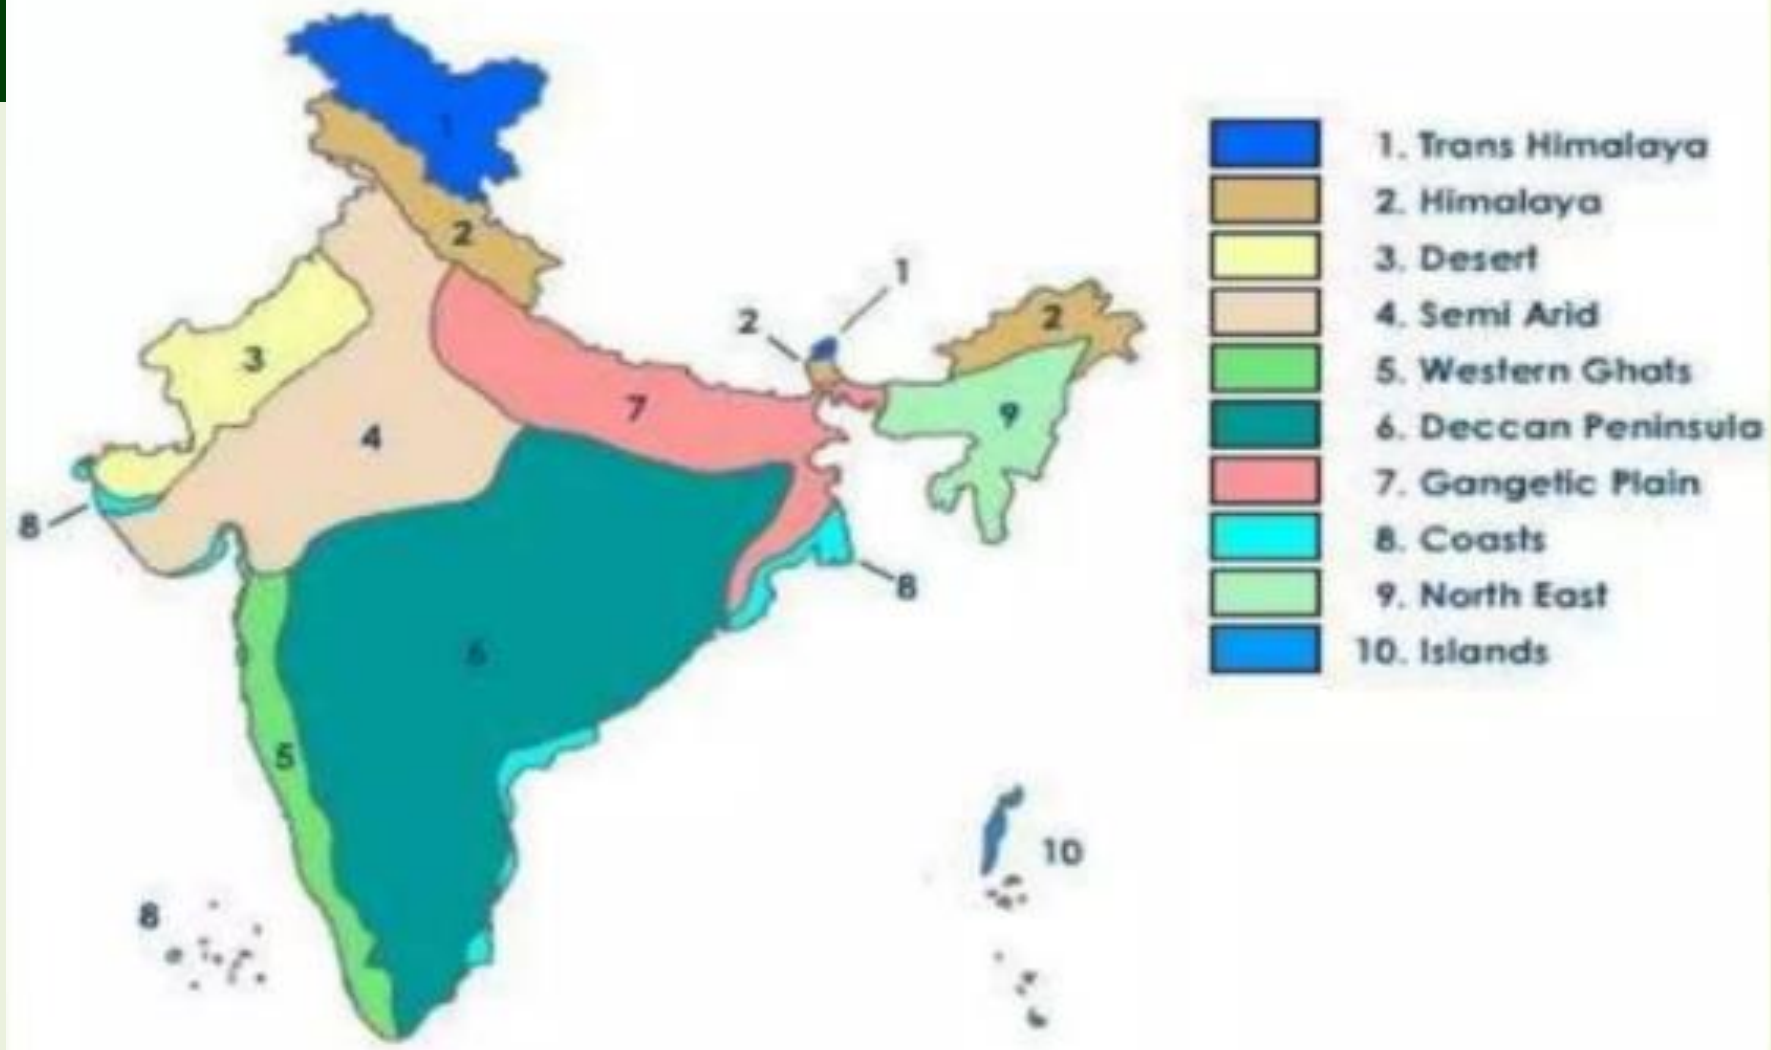 1
2
1
2
2
3
7
9
4
8
8
6
5
10
8
1. Trans Himalaya
2. Himalaya
3. Desert
4. Semi Arid
5. Western Ghats
6. Deccan Peninsula
7. Gangetic Plain
8. Coasts
9. North East
10. Islands